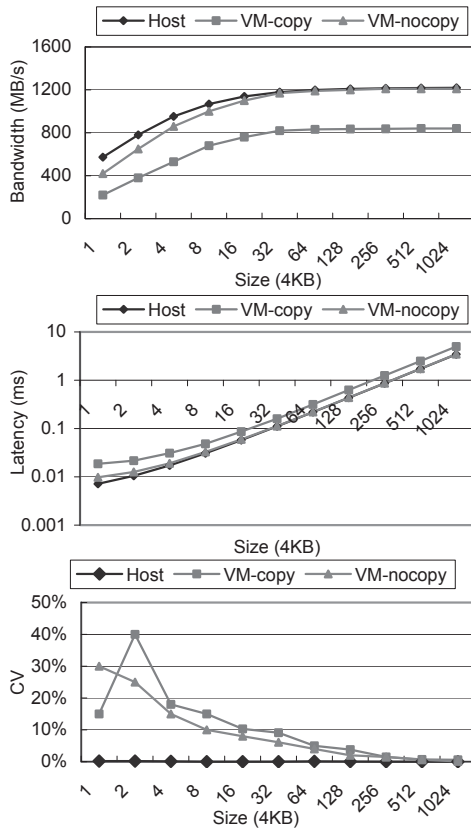 Host VM-copy VM-nocopy
1600
1200
800
400
0
Bandwidth (MB/s)
1 2 4 8 16 32 64 128 256 512 1024
Size (4KB)
Host VM-copy VM-nocopy
10
1
0.1
0.01
0.001
Latency (ms)
1 2 4 8 16 32 64 128 256 512 1024
Size (4KB)
Host VM-copy VM-nocopy
50%
40%
30%
20%
10%
0%
CV
1 2 4 8 16 32 64 128 256 512 1024
Size (4KB)